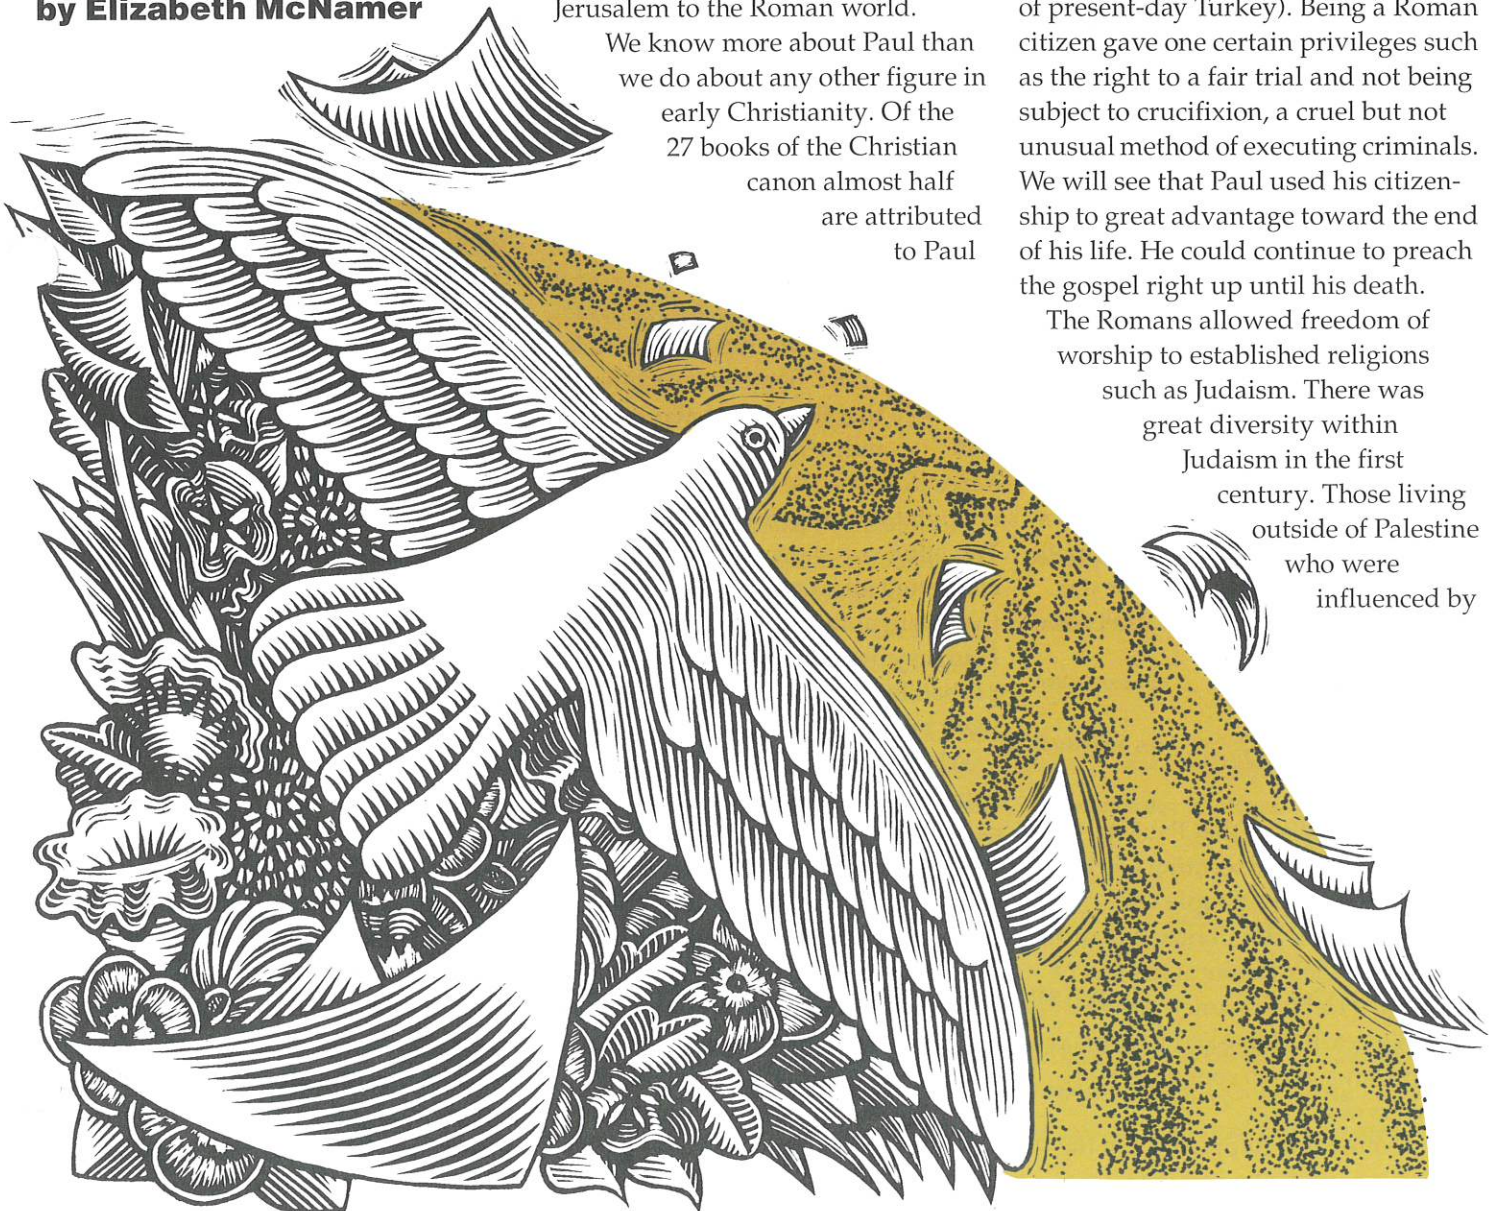 by Elizabeth McNamer
Jerusalem to the Roman world.
We know more about Paul than
we do about any other figure in
early Christianity. Of the
27 books of the Christian
canon almost half
are attributed
to Paul
of present-day Turkey). Being a Roman
citizen gave one certain privileges such
as the right to a fair trial and not being
subject to crucifixion, a cruel but not
unusual method of executing criminals.
We will see that Paul used his citizen-
ship to great advantage toward the end
of his life. He could continue to preach
the gospel right up until his death.
The Romans allowed freedom of
worship to established religions
such as Judaism. There was
great diversity within
Judaism in the first
century. Those living
outside of Palestine
who were
influenced by